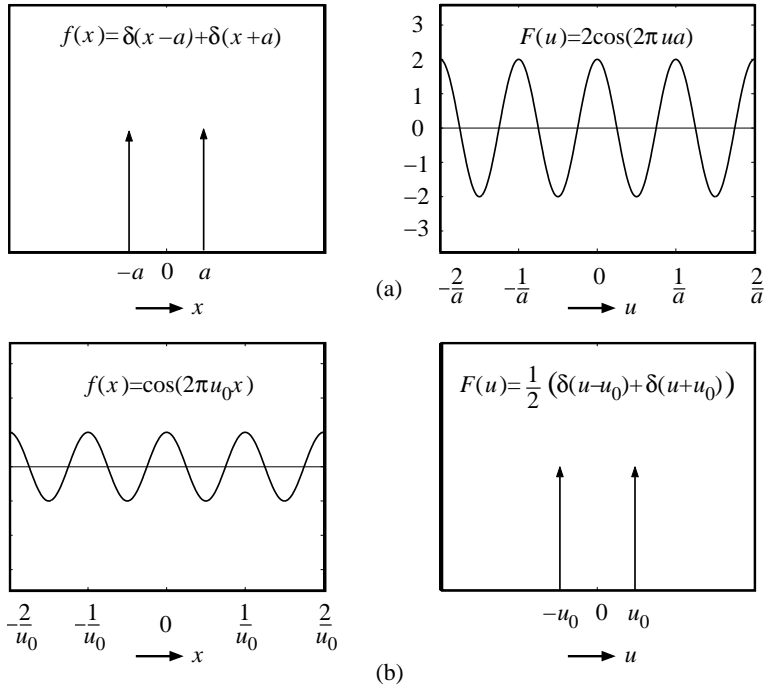 f(x)=δ(x−a)+δ(x+a)
−a 0 a
x
F(u)=2cos(2πua)
3
2
1
0
−1
−2
−3
−2/a −1/a 0 1/a 2/a
u
(a)
f(x)=cos(2πu₀x)
−2/u₀ −1/u₀ 0 1/u₀ 2/u₀
x
F(u)=1/2 (δ(u−u₀)+δ(u+u₀))
−u₀ 0 u₀
u
(b)